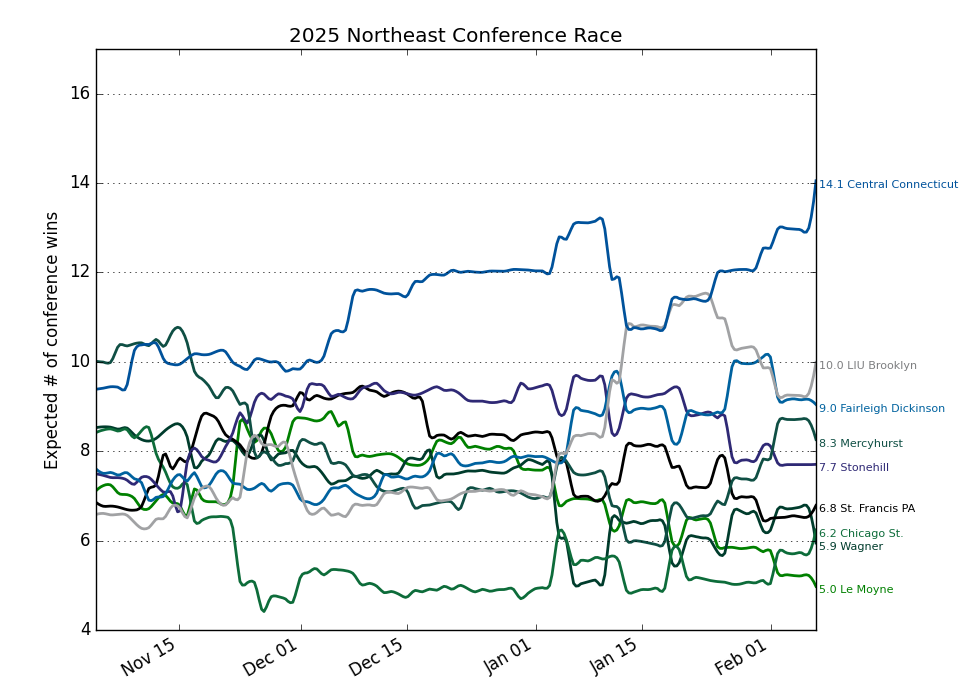 2025 Northeast Conference Race
Expected # of conference wins
16
14
12
10
8
6
4
14.1 Central Connecticut
10.0 LIU Brooklyn
9.0 Fairleigh Dickinson
8.3 Mercyhurst
7.7 Stonehill
6.8 St. Francis PA
6.2 Chicago St.
5.9 Wagner
5.0 Le Moyne
Nov 15
Dec 01
Dec 15
Jan 01
Jan 15
Feb 01